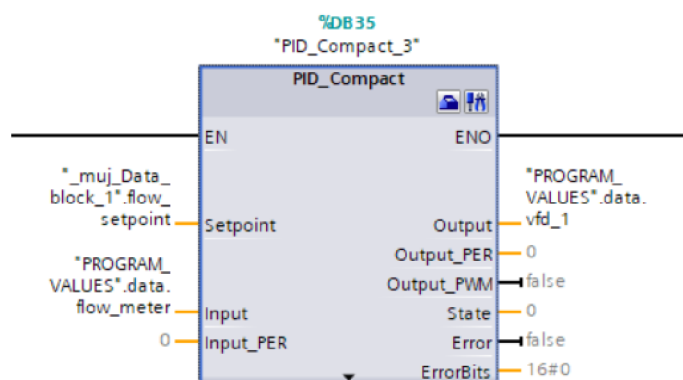 %DB35
"PID_Compact_3"
PID_Compact
EN
ENO
"_muj_Data_
block_1".flow_
setpoint
Setpoint
"PROGRAM_
VALUES".data.
vfd_1
Output
Output_PER
0
Output_PWM
false
"PROGRAM_
VALUES".data.
flow_meter
Input
State
0
0
Input_PER
Error
false
ErrorBits
16#0